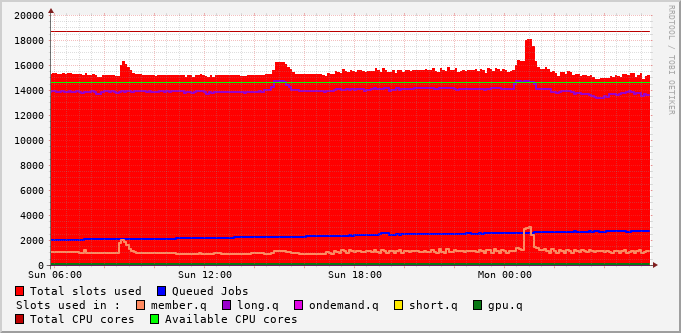 20000
18000
16000
14000
12000
10000
8000
6000
4000
2000
0
Sun 06:00 Sun 12:00 Sun 18:00 Mon 00:00
RRDTOOL / TOBI OETIKER
Total slots used Queued Jobs
Slots used in : member.q long.q ondemand.q short.q gpu.q
Total CPU cores Available CPU cores